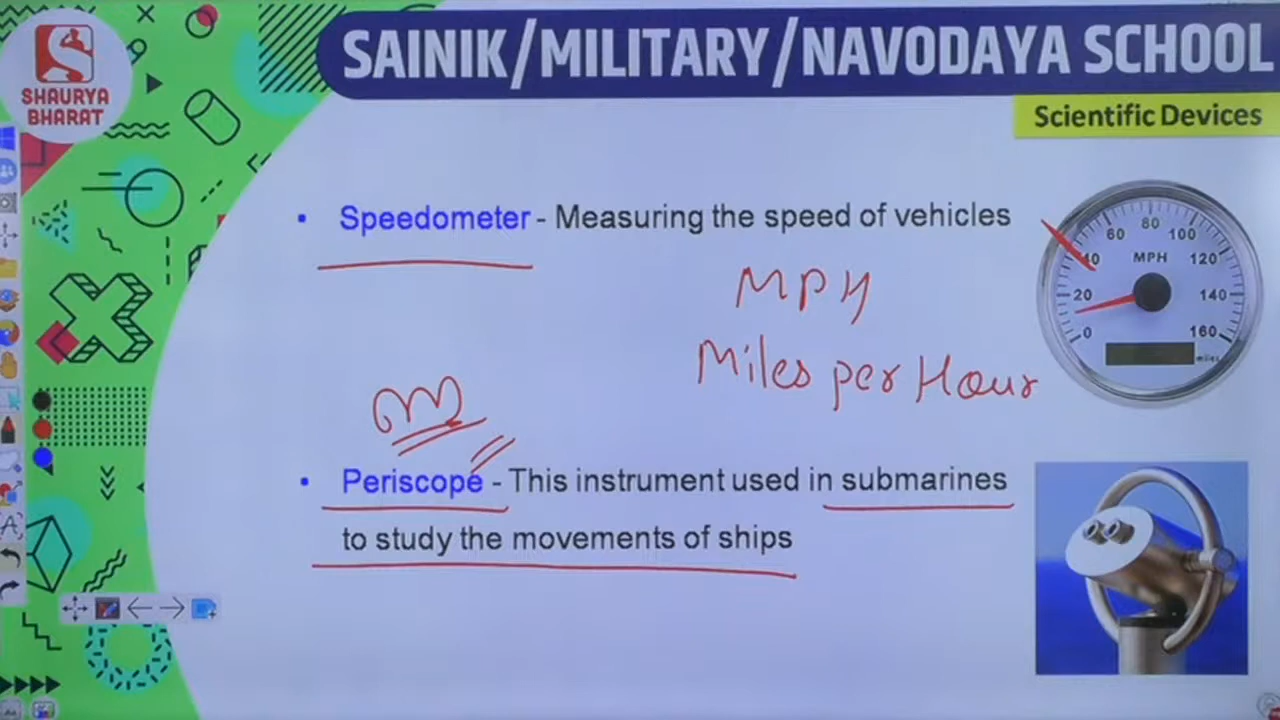 SHAURYA
BHARAT
SAINIK/MILITARY/NAVODAYA SCHOOL
Scientific Devices
• Speedometer - Measuring the speed of vehicles
MPH
Miles per Hour
0 20 40 60 80 100 120 140 160
MPH
miles
• Periscope - This instrument used in submarines
to study the movements of ships